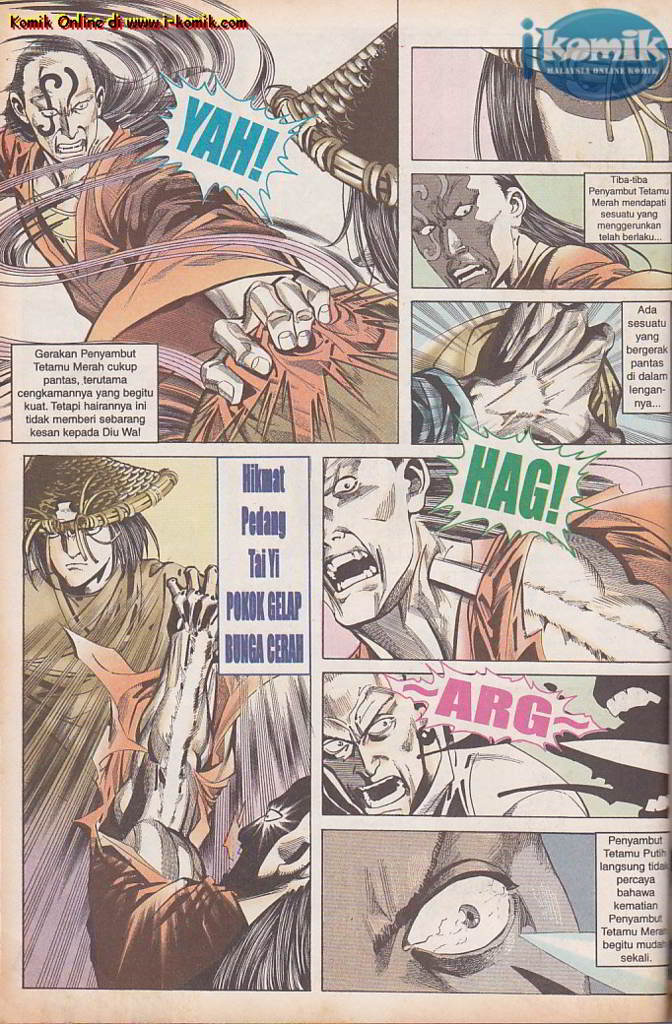 Komik Online di www.i-komik.com
ikomik
MALAYSIA ONLINE KOMIK
YAH!
Gerakan Penyambut
Tetamu Merah cukup
pantas, terutama
cengkamannya yang begitu
kuat. Tetapi hairannya ini
tidak memberi sebarang
kesan kepada Diu Wa!
Tiba-tiba
Penyambut Tetamu
Merah mendapati
sesuatu yang
menggerunkan
telah berlaku...
Ada
sesuatu
yang
bergerak
pantas
di dalam
lengan-
nya...
Hikmat
Pedang
Tai Yi
POKOK GELAP
BUNGA CERAH
HAG!
~ARG~
Penyambut
Tetamu Putih
langsung tidak
percaya
bahawa
kematian
Penyambut
Tetamu Merah
begitu mudah
sekali.